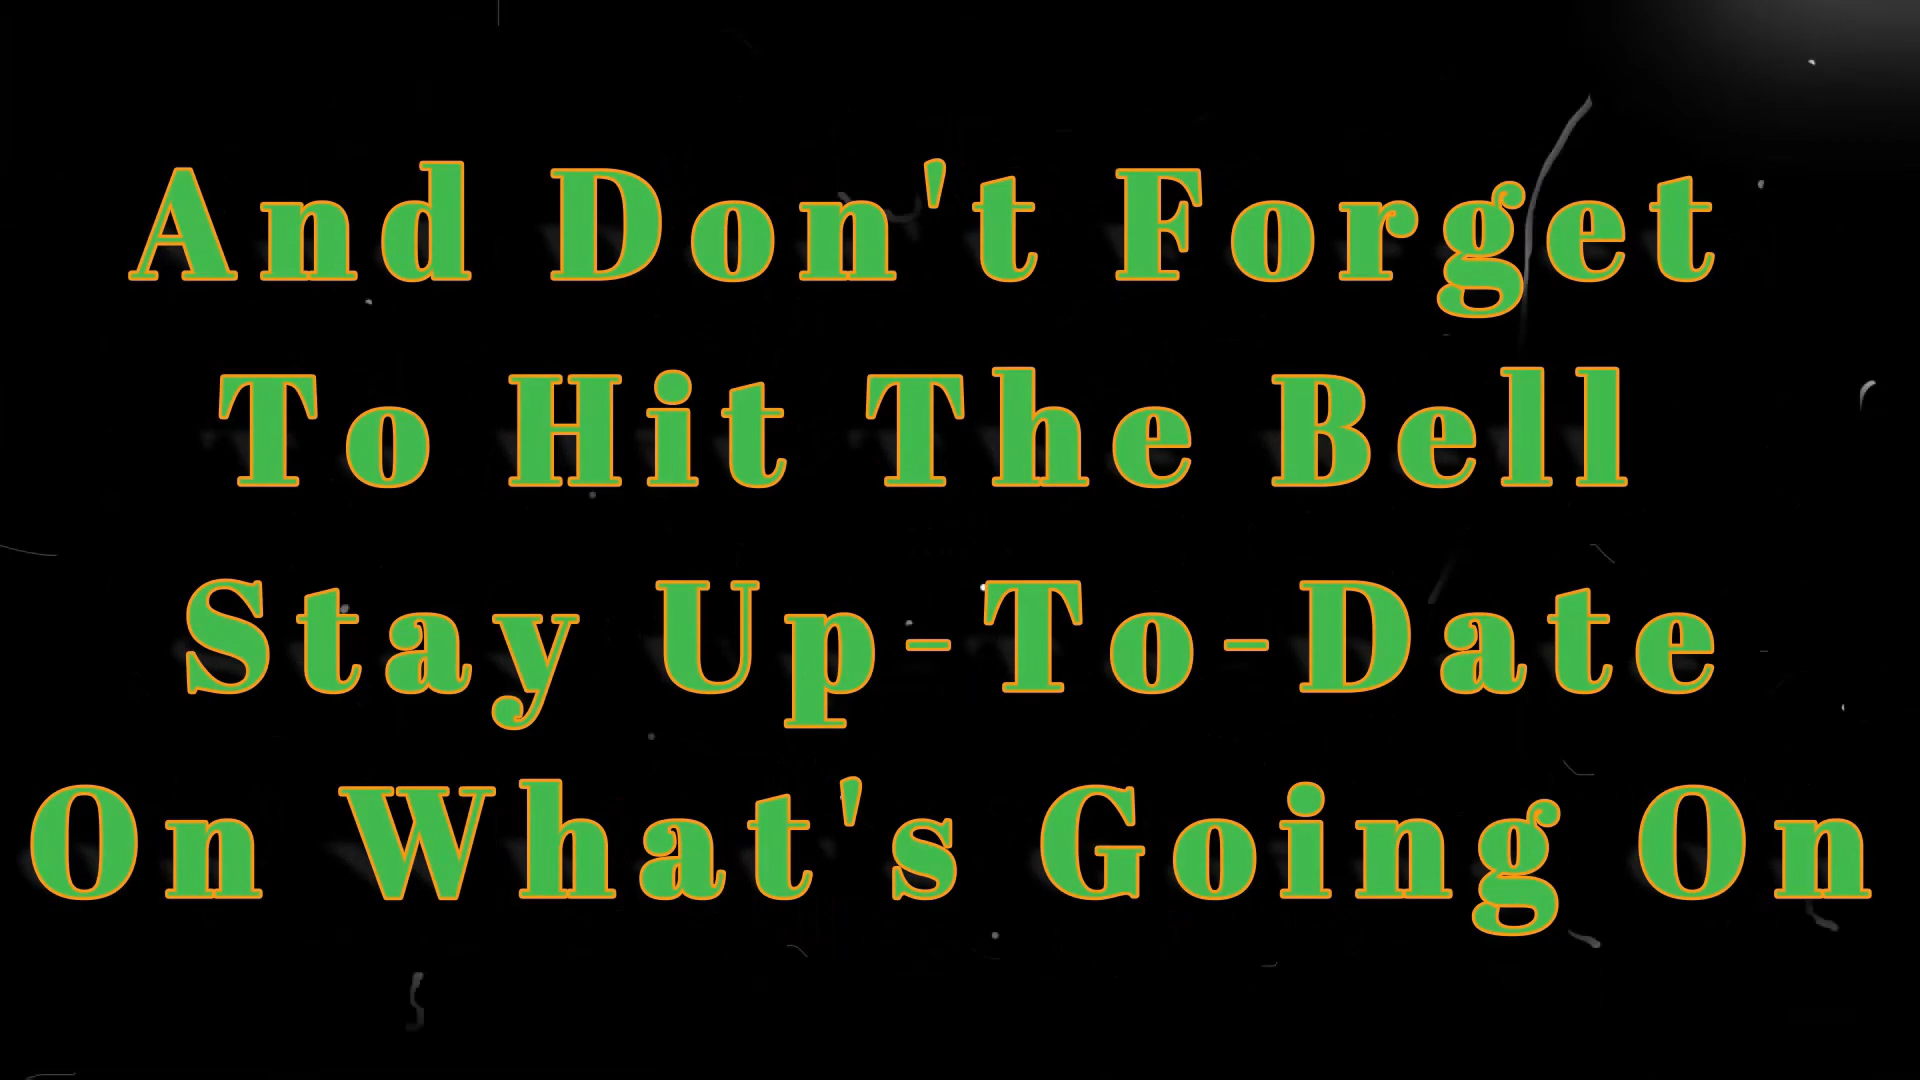 And Don't Forget
To Hit The Bell
Stay Up-To-Date
On What's Going On